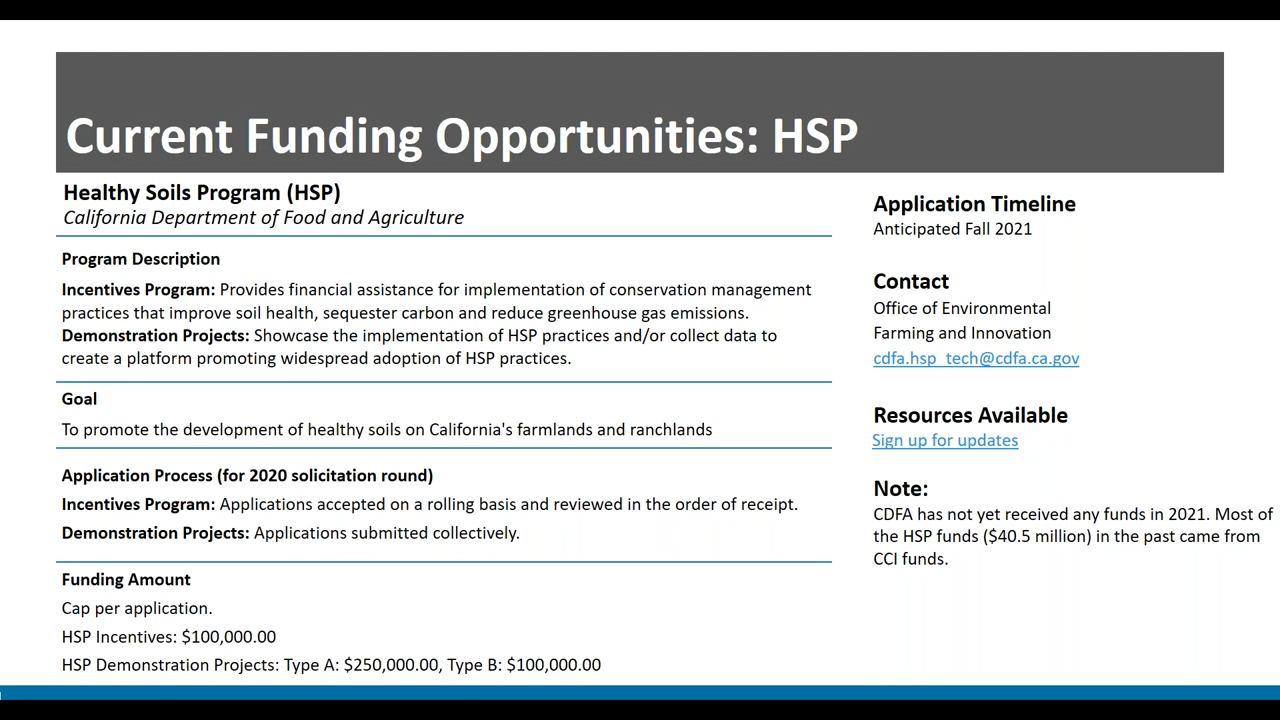 Current Funding Opportunities: HSP
Healthy Soils Program (HSP)
California Department of Food and Agriculture
Program Description
Incentives Program: Provides financial assistance for implementation of conservation management
practices that improve soil health, sequester carbon and reduce greenhouse gas emissions.
Demonstration Projects: Showcase the implementation of HSP practices and/or collect data to
create a platform promoting widespread adoption of HSP practices.
Goal
To promote the development of healthy soils on California's farmlands and ranchlands
Application Process (for 2020 solicitation round)
Incentives Program: Applications accepted on a rolling basis and reviewed in the order of receipt.
Demonstration Projects: Applications submitted collectively.
Funding Amount
Cap per application.
HSP Incentives: $100,000.00
HSP Demonstration Projects: Type A: $250,000.00, Type B: $100,000.00
Application Timeline
Anticipated Fall 2021
Contact
Office of Environmental
Farming and Innovation
cdfa.hsp_tech@cdfa.ca.gov
Resources Available
Sign up for updates
Note:
CDFA has not yet received any funds in 2021. Most of
the HSP funds ($40.5 million) in the past came from
CCI funds.